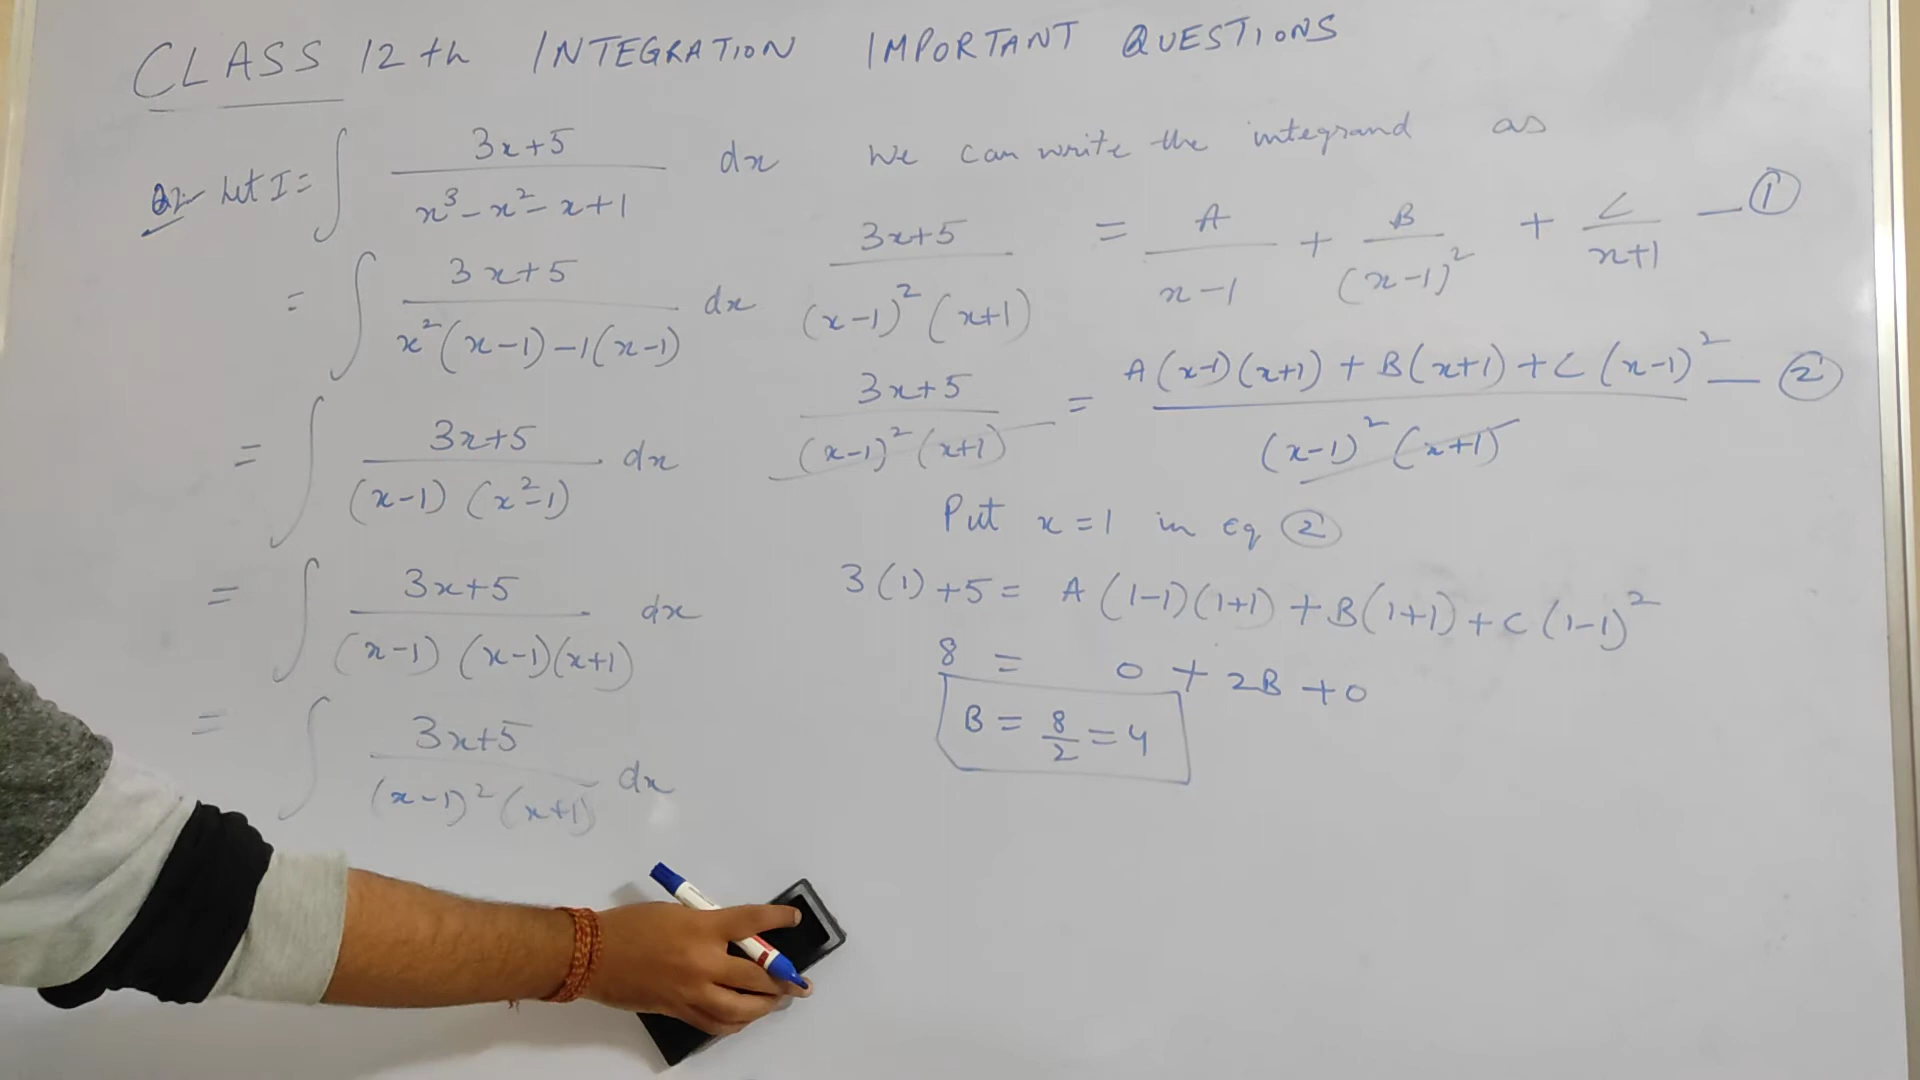 CLASS 12th INTEGRATION IMPORTANT QUESTIONS
Q2- Let I = ∫ (3x+5)/(x³-x²-x+1) dx
= ∫ (3x+5)/(x²(x-1)-1(x-1)) dx
= ∫ (3x+5)/((x-1)(x²-1)) dx
= ∫ (3x+5)/((x-1)(x-1)(x+1)) dx
= ∫ (3x+5)/((x-1)²(x+1)) dx
We can write the integrand as
(3x+5)/((x-1)²(x+1)) = A/(x-1) + B/(x-1)² + C/(x+1) — ①
(3x+5)/((x-1)²(x+1)) = (A(x-1)(x+1) + B(x+1) + C(x-1)²)/((x-1)²(x+1)) — ②
Put x=1 in eq ②
3(1)+5 = A(1-1)(1+1) + B(1+1) + C(1-1)²
8 = 0 + 2B + 0
B = 8/2 = 4